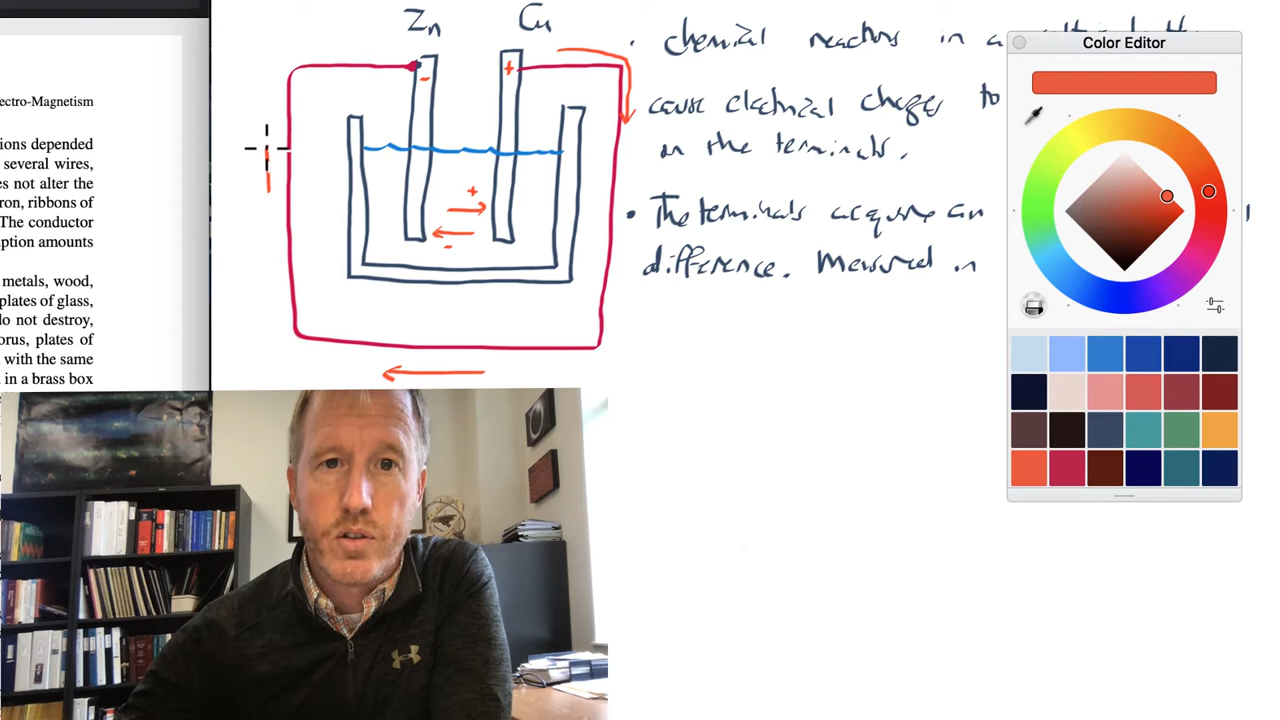 Zn
Cu
· chemical reactions in a
cause electrical charges to
on the terminals.
• The terminals acquire an
difference. Measured in
-
+
+
-
ectro-Magnetism
ions depended
several wires,
es not alter the
ron, ribbons of
The conductor
ption amounts
metals, wood,
plates of glass,
do not destroy,
orus, plates of
with the same
in a brass box
Color Editor